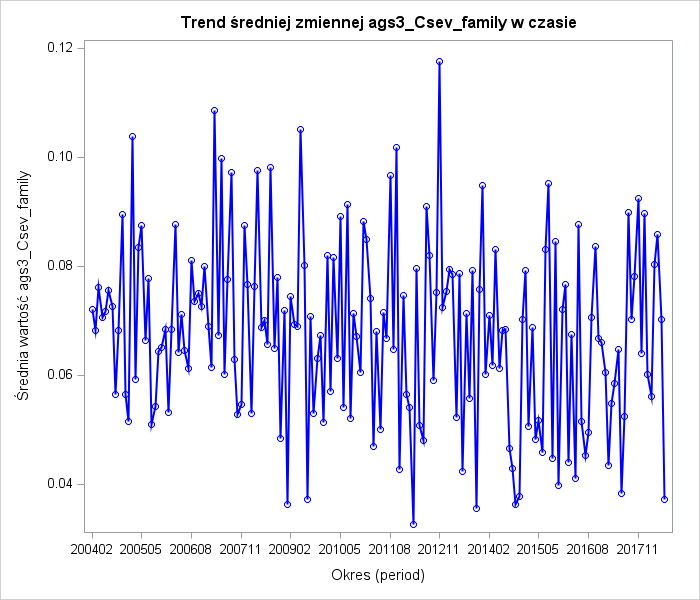 Trend średniej zmiennej ags3_Csev_family w czasie
0.12
0.10
0.08
0.06
0.04
Średnia wartość ags3_Csev_family
200402 200505 200608 200711 200902 201005 201108 201211 201402 201505 201608 201711
Okres (period)